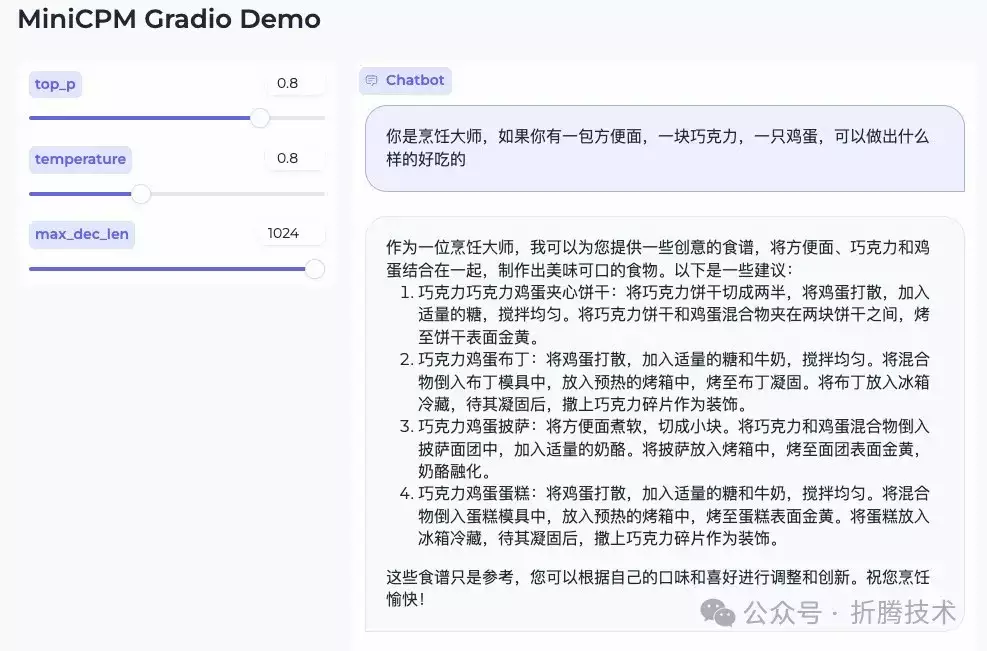 MiniCPM Gradio Demo
top_p
0.8
temperature
0.8
max_dec_len
1024
Chatbot
你是烹饪大师，如果你有一包方便面，一块巧克力，一只鸡蛋，可以做出什么
样的好吃的
作为一位烹饪大师，我可以为您提供一些创意的食谱，将方便面、巧克力和鸡
蛋结合在一起，制作出美味可口的食物。以下是一些建议：
1. 巧克力巧克力鸡蛋夹心饼干：将巧克力饼干切成两半，将鸡蛋打散，加入
适量的糖，搅拌均匀。将巧克力饼干和鸡蛋混合物夹在两块饼干之间，烤
至饼干表面金黄。
2. 巧克力鸡蛋布丁：将鸡蛋打散，加入适量的糖和牛奶，搅拌均匀。将混合
物倒入布丁模具中，放入预热的烤箱中，烤至布丁凝固。将布丁放入冰箱
冷藏，待其凝固后，撒上巧克力碎片作为装饰。
3. 巧克力鸡蛋披萨：将方便面煮软，切成小块。将巧克力和鸡蛋混合物倒入
披萨面团中，加入适量的奶酪。将披萨放入烤箱中，烤至面团表面金黄，
奶酪融化。
4. 巧克力鸡蛋蛋糕：将鸡蛋打散，加入适量的糖和牛奶，搅拌均匀。将混合
物倒入蛋糕模具中，放入预热的烤箱中，烤至蛋糕表面金黄。将蛋糕放入
冰箱冷藏，待其凝固后，撒上巧克力碎片作为装饰。
这些食谱只是参考，您可以根据自己的口味和喜好进行调整和创新。祝您烹饪
愉快！
公众号 · 折腾技术